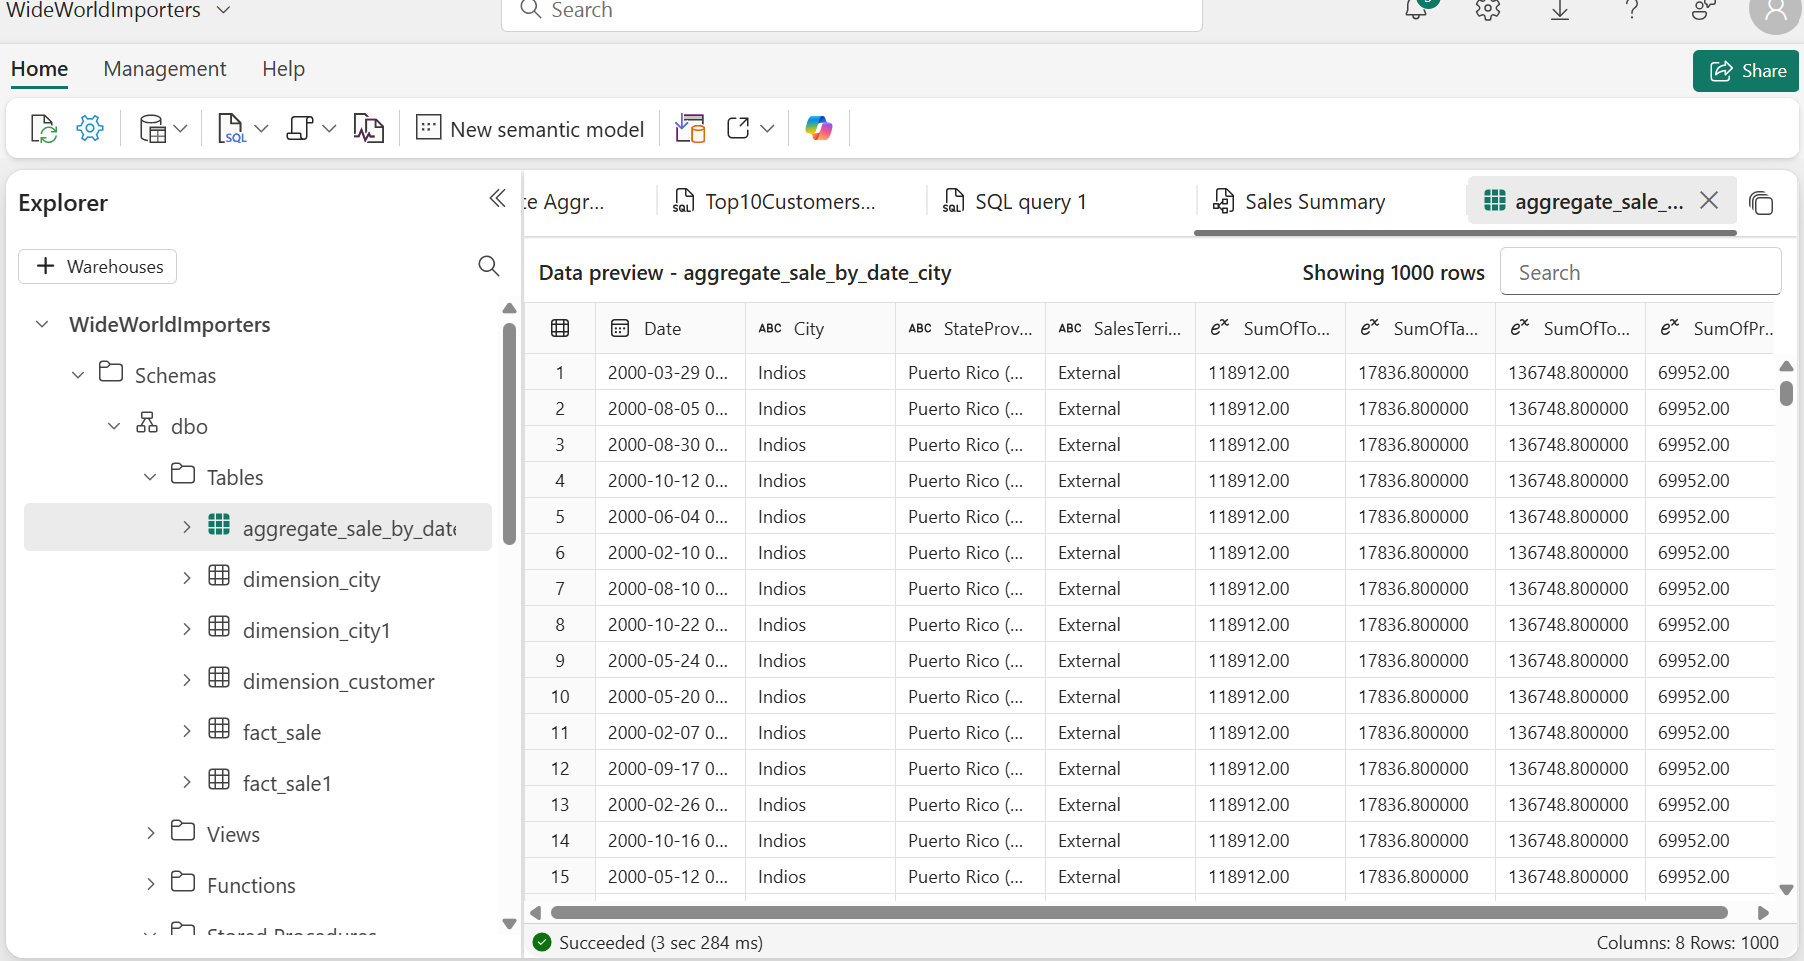 WideWorldImporters
Search
Home Management Help
Share
SQL
New semantic model
Explorer
Warehouses
WideWorldImporters
Schemas
dbo
Tables
aggregate_sale_by_date
dimension_city
dimension_city1
dimension_customer
fact_sale
fact_sale1
Views
Functions
Stored Procedures
te Aggr...
SQL Top10Customers...
SQL SQL query 1
Sales Summary
aggregate_sale_...
Data preview - aggregate_sale_by_date_city
Showing 1000 rows
Search
Date ABC City ABC StateProv... ABC SalesTerri... eˣ SumOfTo... eˣ SumOfTa... eˣ SumOfTo... eˣ SumOfPr...
1 2000-03-29 0... Indios Puerto Rico (... External 118912.00 17836.800000 136748.800000 69952.00
2 2000-08-05 0... Indios Puerto Rico (... External 118912.00 17836.800000 136748.800000 69952.00
3 2000-08-30 0... Indios Puerto Rico (... External 118912.00 17836.800000 136748.800000 69952.00
4 2000-10-12 0... Indios Puerto Rico (... External 118912.00 17836.800000 136748.800000 69952.00
5 2000-06-04 0... Indios Puerto Rico (... External 118912.00 17836.800000 136748.800000 69952.00
6 2000-02-10 0... Indios Puerto Rico (... External 118912.00 17836.800000 136748.800000 69952.00
7 2000-08-10 0... Indios Puerto Rico (... External 118912.00 17836.800000 136748.800000 69952.00
8 2000-10-22 0... Indios Puerto Rico (... External 118912.00 17836.800000 136748.800000 69952.00
9 2000-05-24 0... Indios Puerto Rico (... External 118912.00 17836.800000 136748.800000 69952.00
10 2000-05-20 0... Indios Puerto Rico (... External 118912.00 17836.800000 136748.800000 69952.00
11 2000-02-07 0... Indios Puerto Rico (... External 118912.00 17836.800000 136748.800000 69952.00
12 2000-09-17 0... Indios Puerto Rico (... External 118912.00 17836.800000 136748.800000 69952.00
13 2000-02-26 0... Indios Puerto Rico (... External 118912.00 17836.800000 136748.800000 69952.00
14 2000-10-16 0... Indios Puerto Rico (... External 118912.00 17836.800000 136748.800000 69952.00
15 2000-05-12 0... Indios Puerto Rico (... External 118912.00 17836.800000 136748.800000 69952.00
Succeeded (3 sec 284 ms)
Columns: 8 Rows: 1000